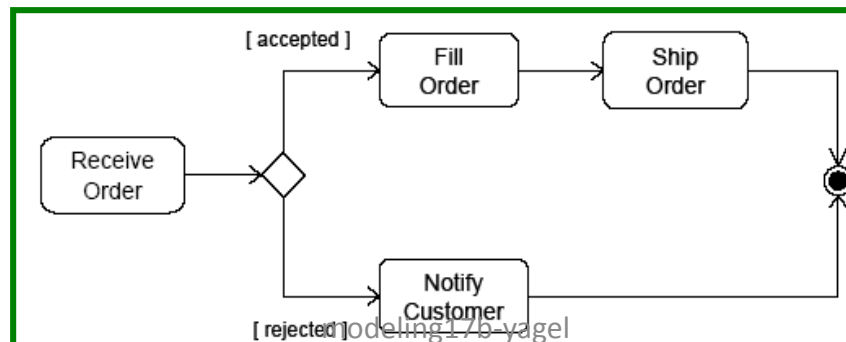 [ accepted ]
Fill
Order
Ship
Order
Receive
Order
Notify
Customer
[ rejected ]
modeling17b-yagel